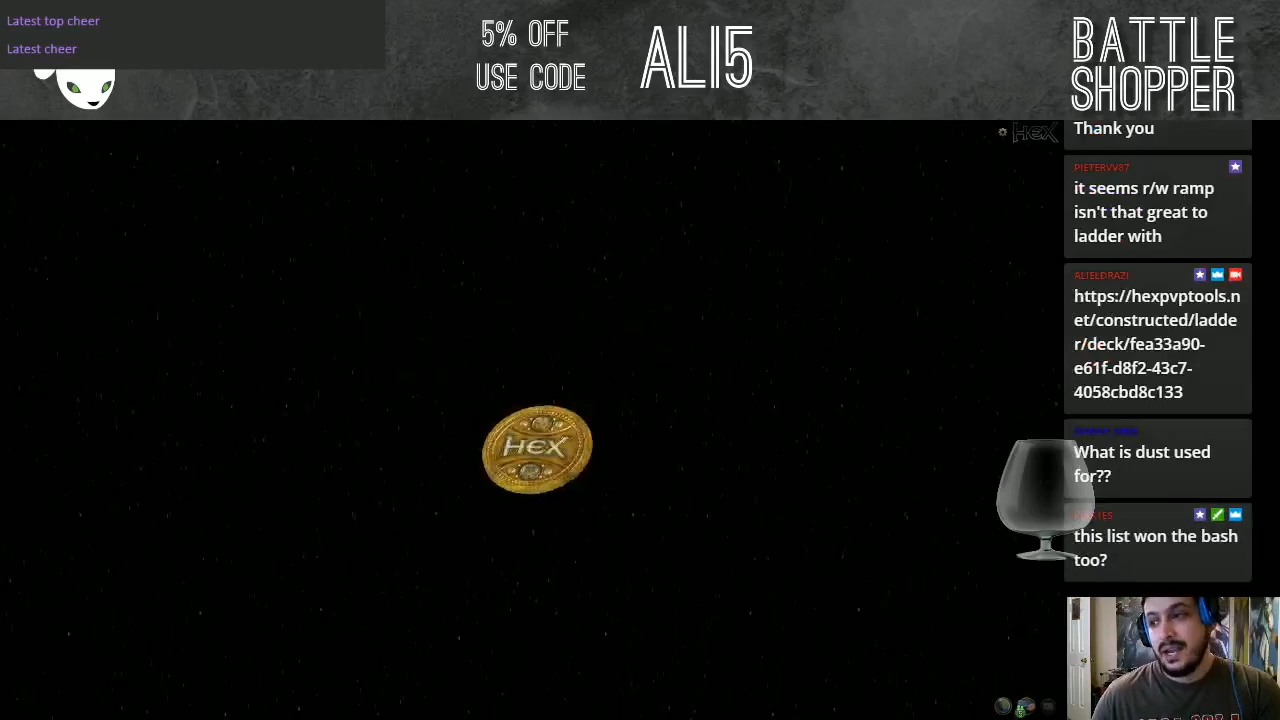 Latest top cheer
Latest cheer
5% OFF
USE CODE
ALI5
BATTLE
SHOPPER
HEX
Thank you
PIETERVV87
it seems r/w ramp
isn't that great to
ladder with
ALIELDRAZI
https://hexpvptools.n
et/constructed/ladde
r/deck/fea33a90-
e61f-d8f2-43c7-
4058cbd8c133
HEX
What is dust used
for??
this list won the bash
too?